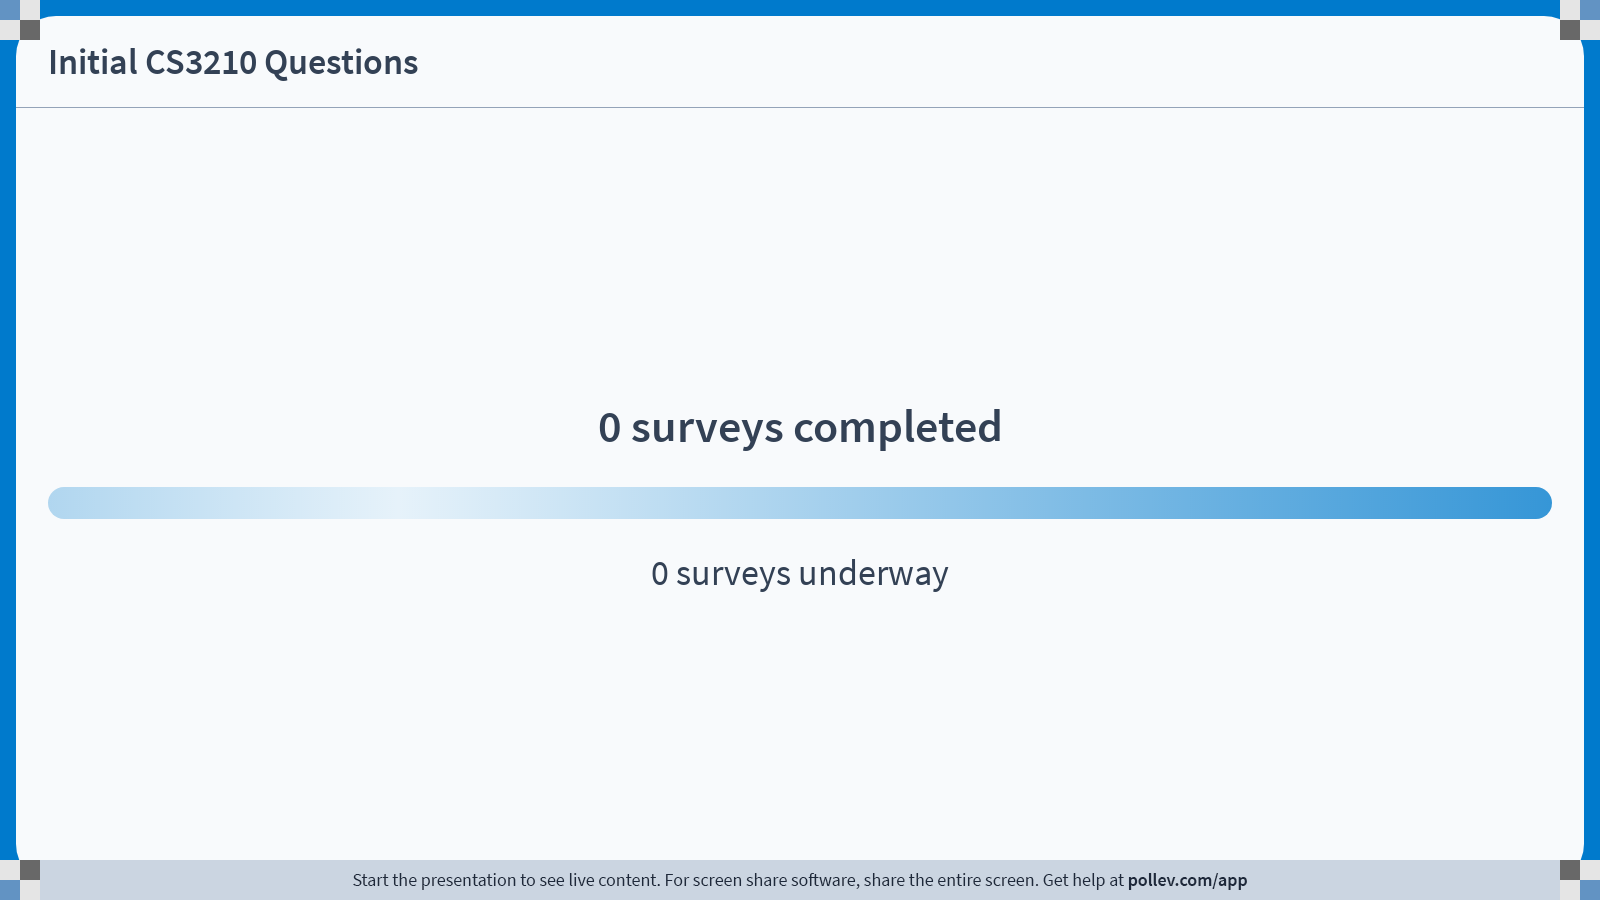 Initial CS3210 Questions
0 surveys completed
0 surveys underway
Start the presentation to see live content. For screen share software, share the entire screen. Get help at pollev.com/app